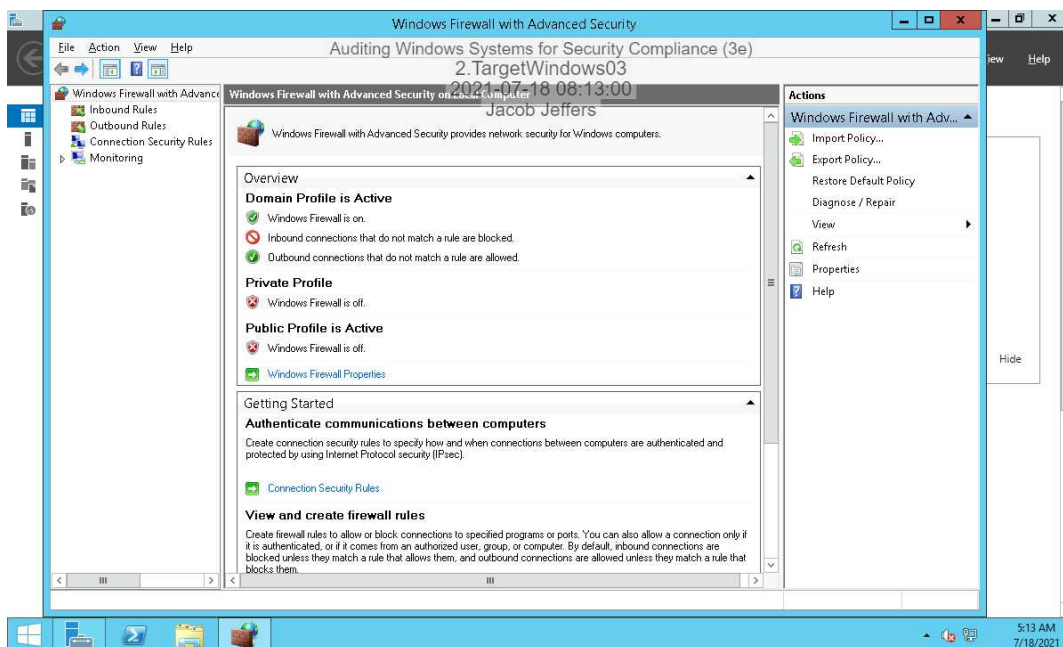 Windows Firewall with Advanced Security
File Action View Help
Auditing Windows Systems for Security Compliance (3e)
2.TargetWindows03
2021-07-18 08:13:00
Jacob Jeffers
iew Help
Windows Firewall with Advance
Inbound Rules
Outbound Rules
Connection Security Rules
Monitoring
Windows Firewall with Advanced Security on Local Computer
Windows Firewall with Advanced Security provides network security for Windows computers.
Overview
Domain Profile is Active
Windows Firewall is on.
Inbound connections that do not match a rule are blocked.
Outbound connections that do not match a rule are allowed.
Private Profile
Windows Firewall is off.
Public Profile is Active
Windows Firewall is off.
Windows Firewall Properties
Getting Started
Authenticate communications between computers
Create connection security rules to specify how and when connections between computers are authenticated and
protected by using Internet Protocol security (IPsec).
Connection Security Rules
View and create firewall rules
Create firewall rules to allow or block connections to specified programs or ports. You can also allow a connection only if
it is authenticated, or if it comes from an authorized user, group, or computer. By default, inbound connections are
blocked unless they match a rule that allows them, and outbound connections are allowed unless they match a rule that
blocks them.
Actions
Windows Firewall with Adv...
Import Policy...
Export Policy...
Restore Default Policy
Diagnose / Repair
View
Refresh
Properties
Help
Hide
5:13 AM
7/18/2021